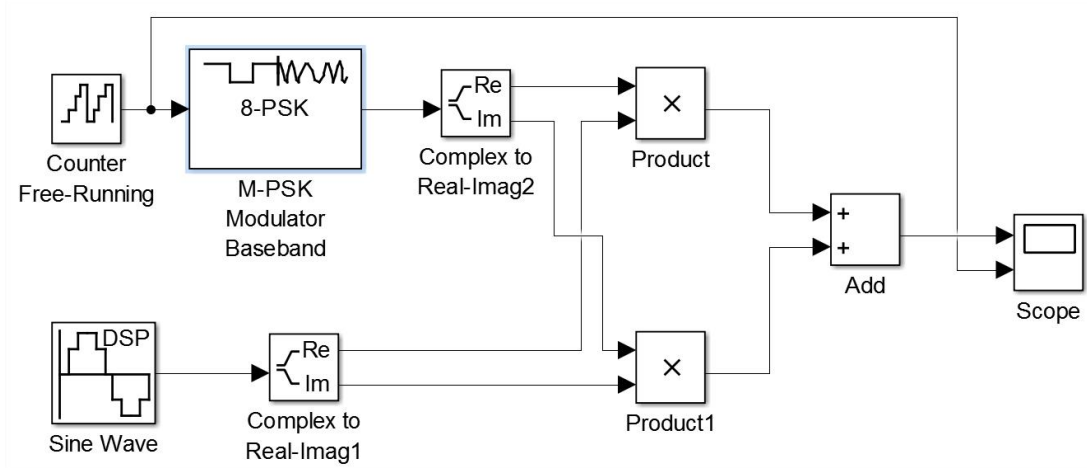 Counter
Free-Running
8-PSK
M-PSK
Modulator
Baseband
Re
Im
Complex to
Real-Imag2
×
Product
+
+
Add
Scope
DSP
Sine Wave
Re
Im
Complex to
Real-Imag1
×
Product1